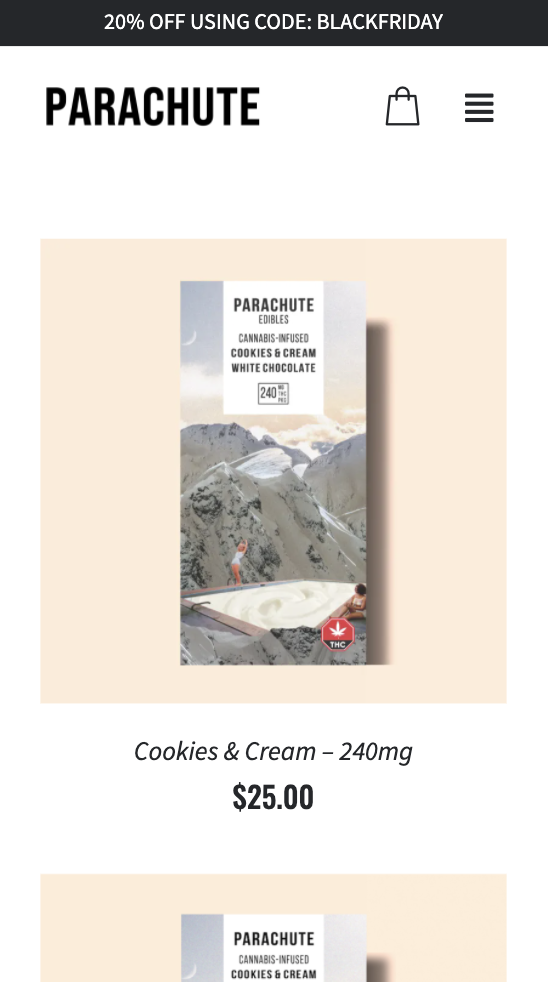 20% OFF USING CODE: BLACKFRIDAY
PARACHUTE
PARACHUTE
EDIBLES
CANNABIS-INFUSED
COOKIES & CREAM
WHITE CHOCOLATE
240 MG
THC
PKG
THC
Cookies & Cream – 240mg
$25.00
PARACHUTE
CANNABIS-INFUSED
COOKIES & CREAM